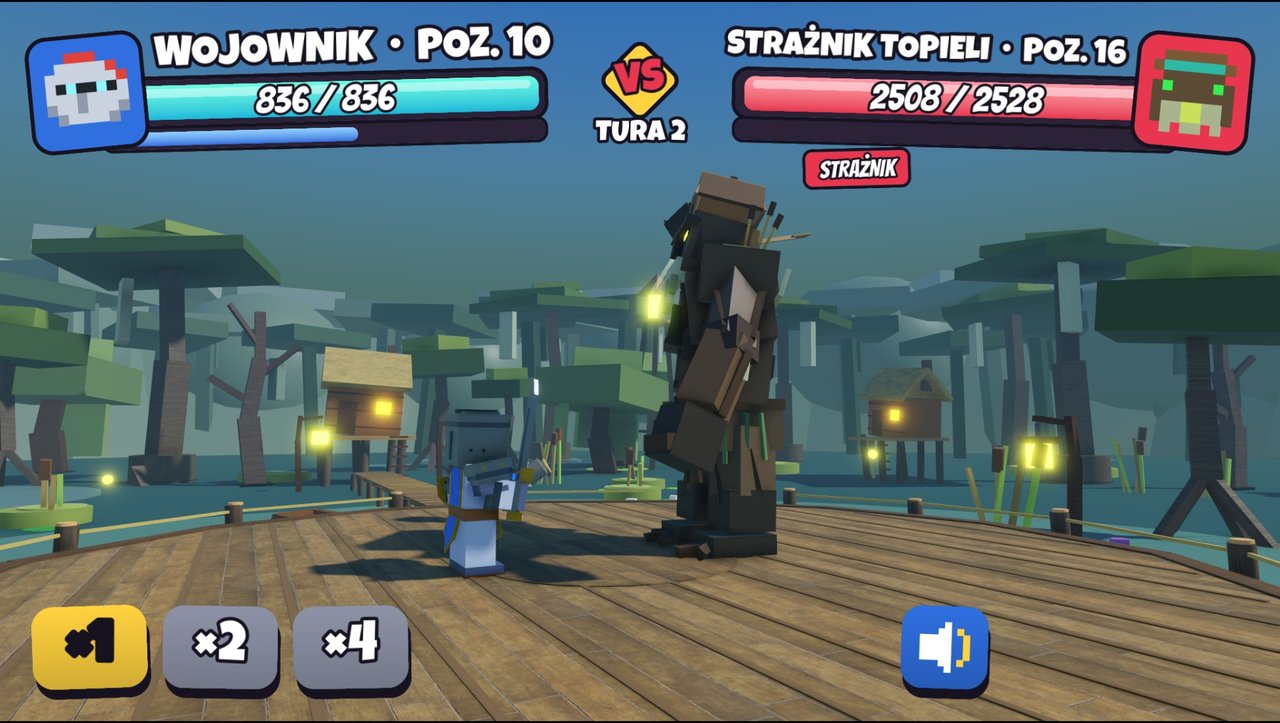 WOJOWNIK • POZ. 10
836 / 836
VS
TURA 2
STRAŻNIK TOPIELI • POZ. 16
2508 / 2528
STRAŻNIK
×1
×2
×4